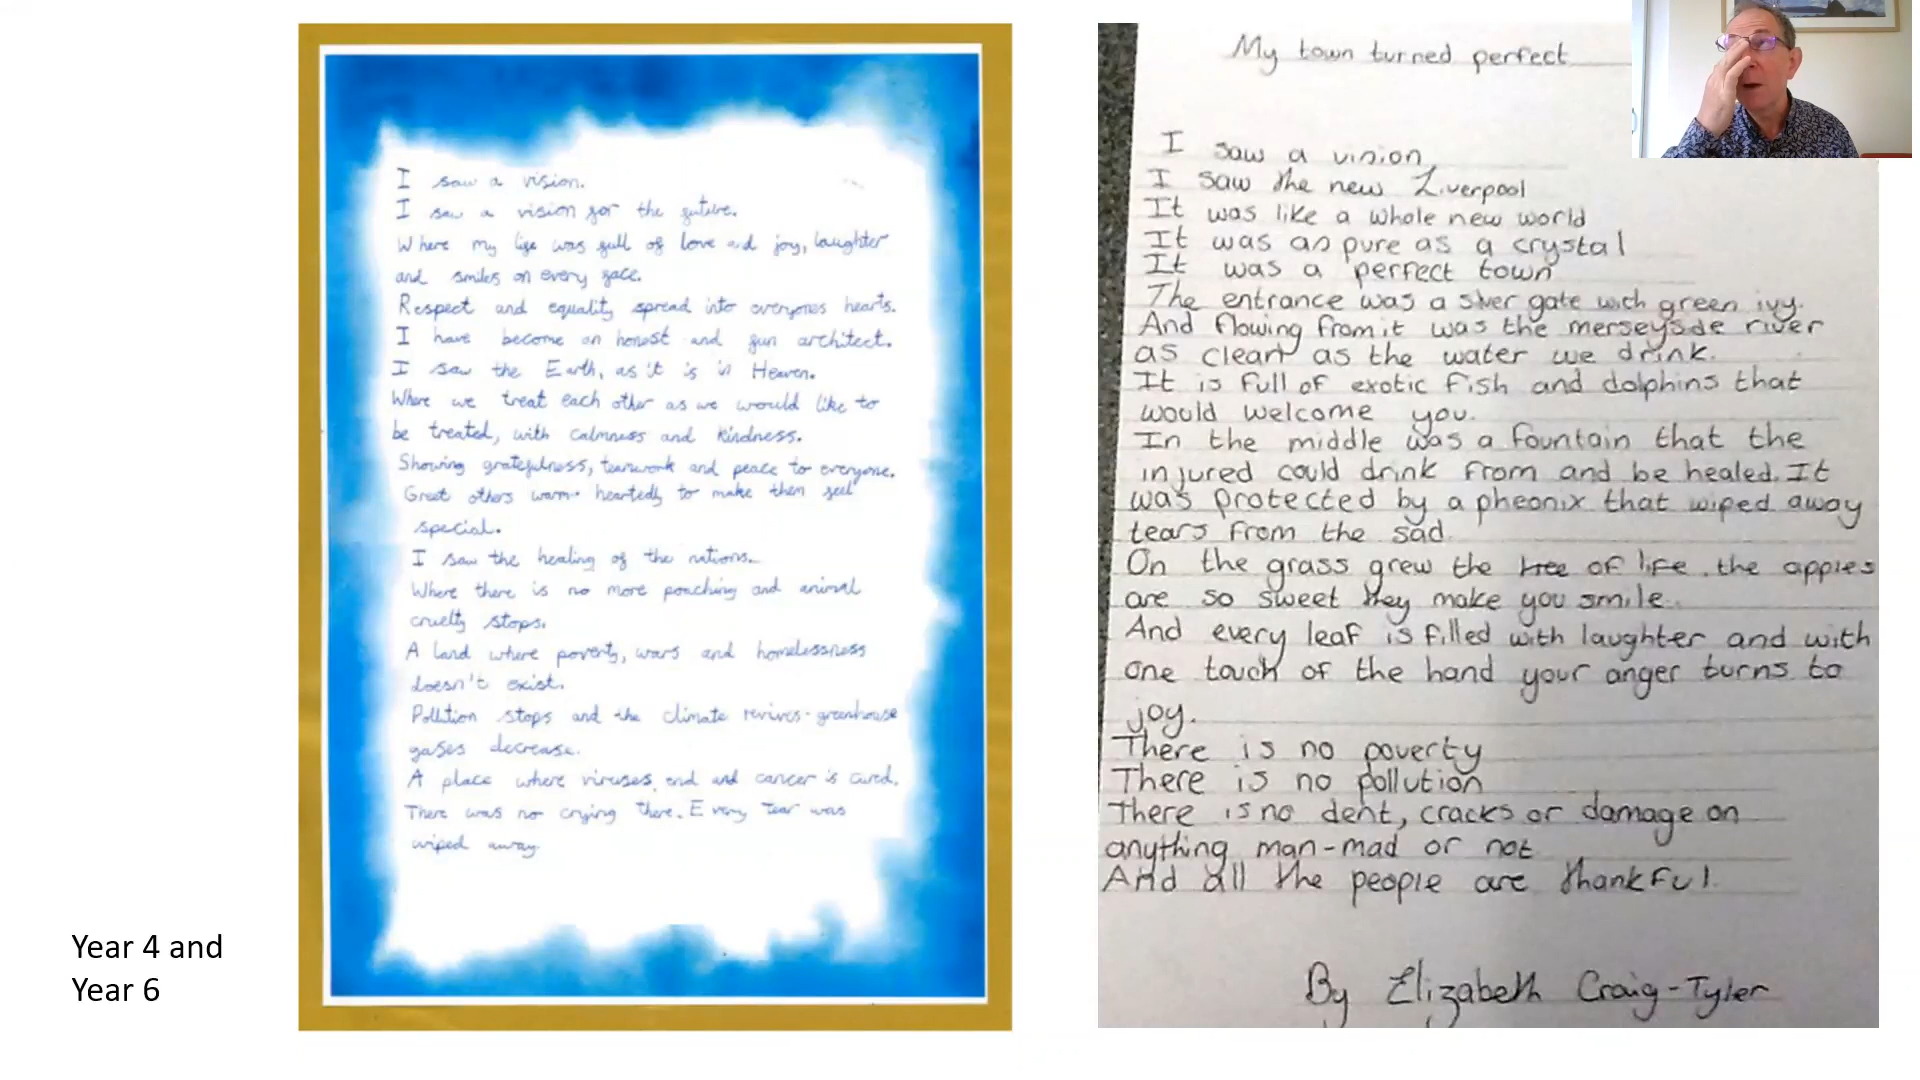 I saw a vision.
I saw a vision for the future.
Where my life was full of love and joy, laughter
and smiles on every face.
Respect and equality spread into everyones hearts.
I have become an honest and fun architect.
I saw the Earth, as it is in Heaven.
Where we treat each other as we would like to
be treated, with calmness and kindness.
Showing gratefulness, teamwork and peace to everyone.
Greet others warm-heartedly to make them feel
special.
I saw the healing of the nations.
Where there is no more poaching and animal
cruelty stops.
A land where poverty, wars and homelessness
doesn't exist.
Pollution stops and the climate revives-greenhouse
gases decrease.
A place where viruses end and cancer is cured.
There was no crying there. Every tear was
wiped away
My town turned perfect
I saw a vision
I saw the new Liverpool
It was like a whole new world
It was as pure as a crystal
It was a perfect town
The entrance was a silver gate with green ivy.
And flowing from it was the merseyside river
as clear as the water we drink.
It is full of exotic fish and dolphins that
would welcome you.
In the middle was a fountain that the
injured could drink from and be healed. It
was protected by a pheonix that wiped away
tears from the sad
On the grass grew the tree of life. the apples
are so sweet they make you smile.
And every leaf is filled with laughter and with
one touch of the hand your anger turns to
joy.
There is no poverty
There is no pollution
There is no dent, cracks or damage on
anything man-mad or not
And all the people are thankful.
By Elizabeth Craig-Tyler
Year 4 and
Year 6